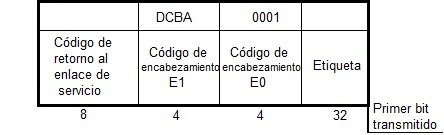 DCBA
0001
Código de
retorno al
enlace de
servicio
Código de
encabezamiento
E1
Código de
encabezamiento
E0
Etiqueta
8
4
4
32
Primer bit
transmitido